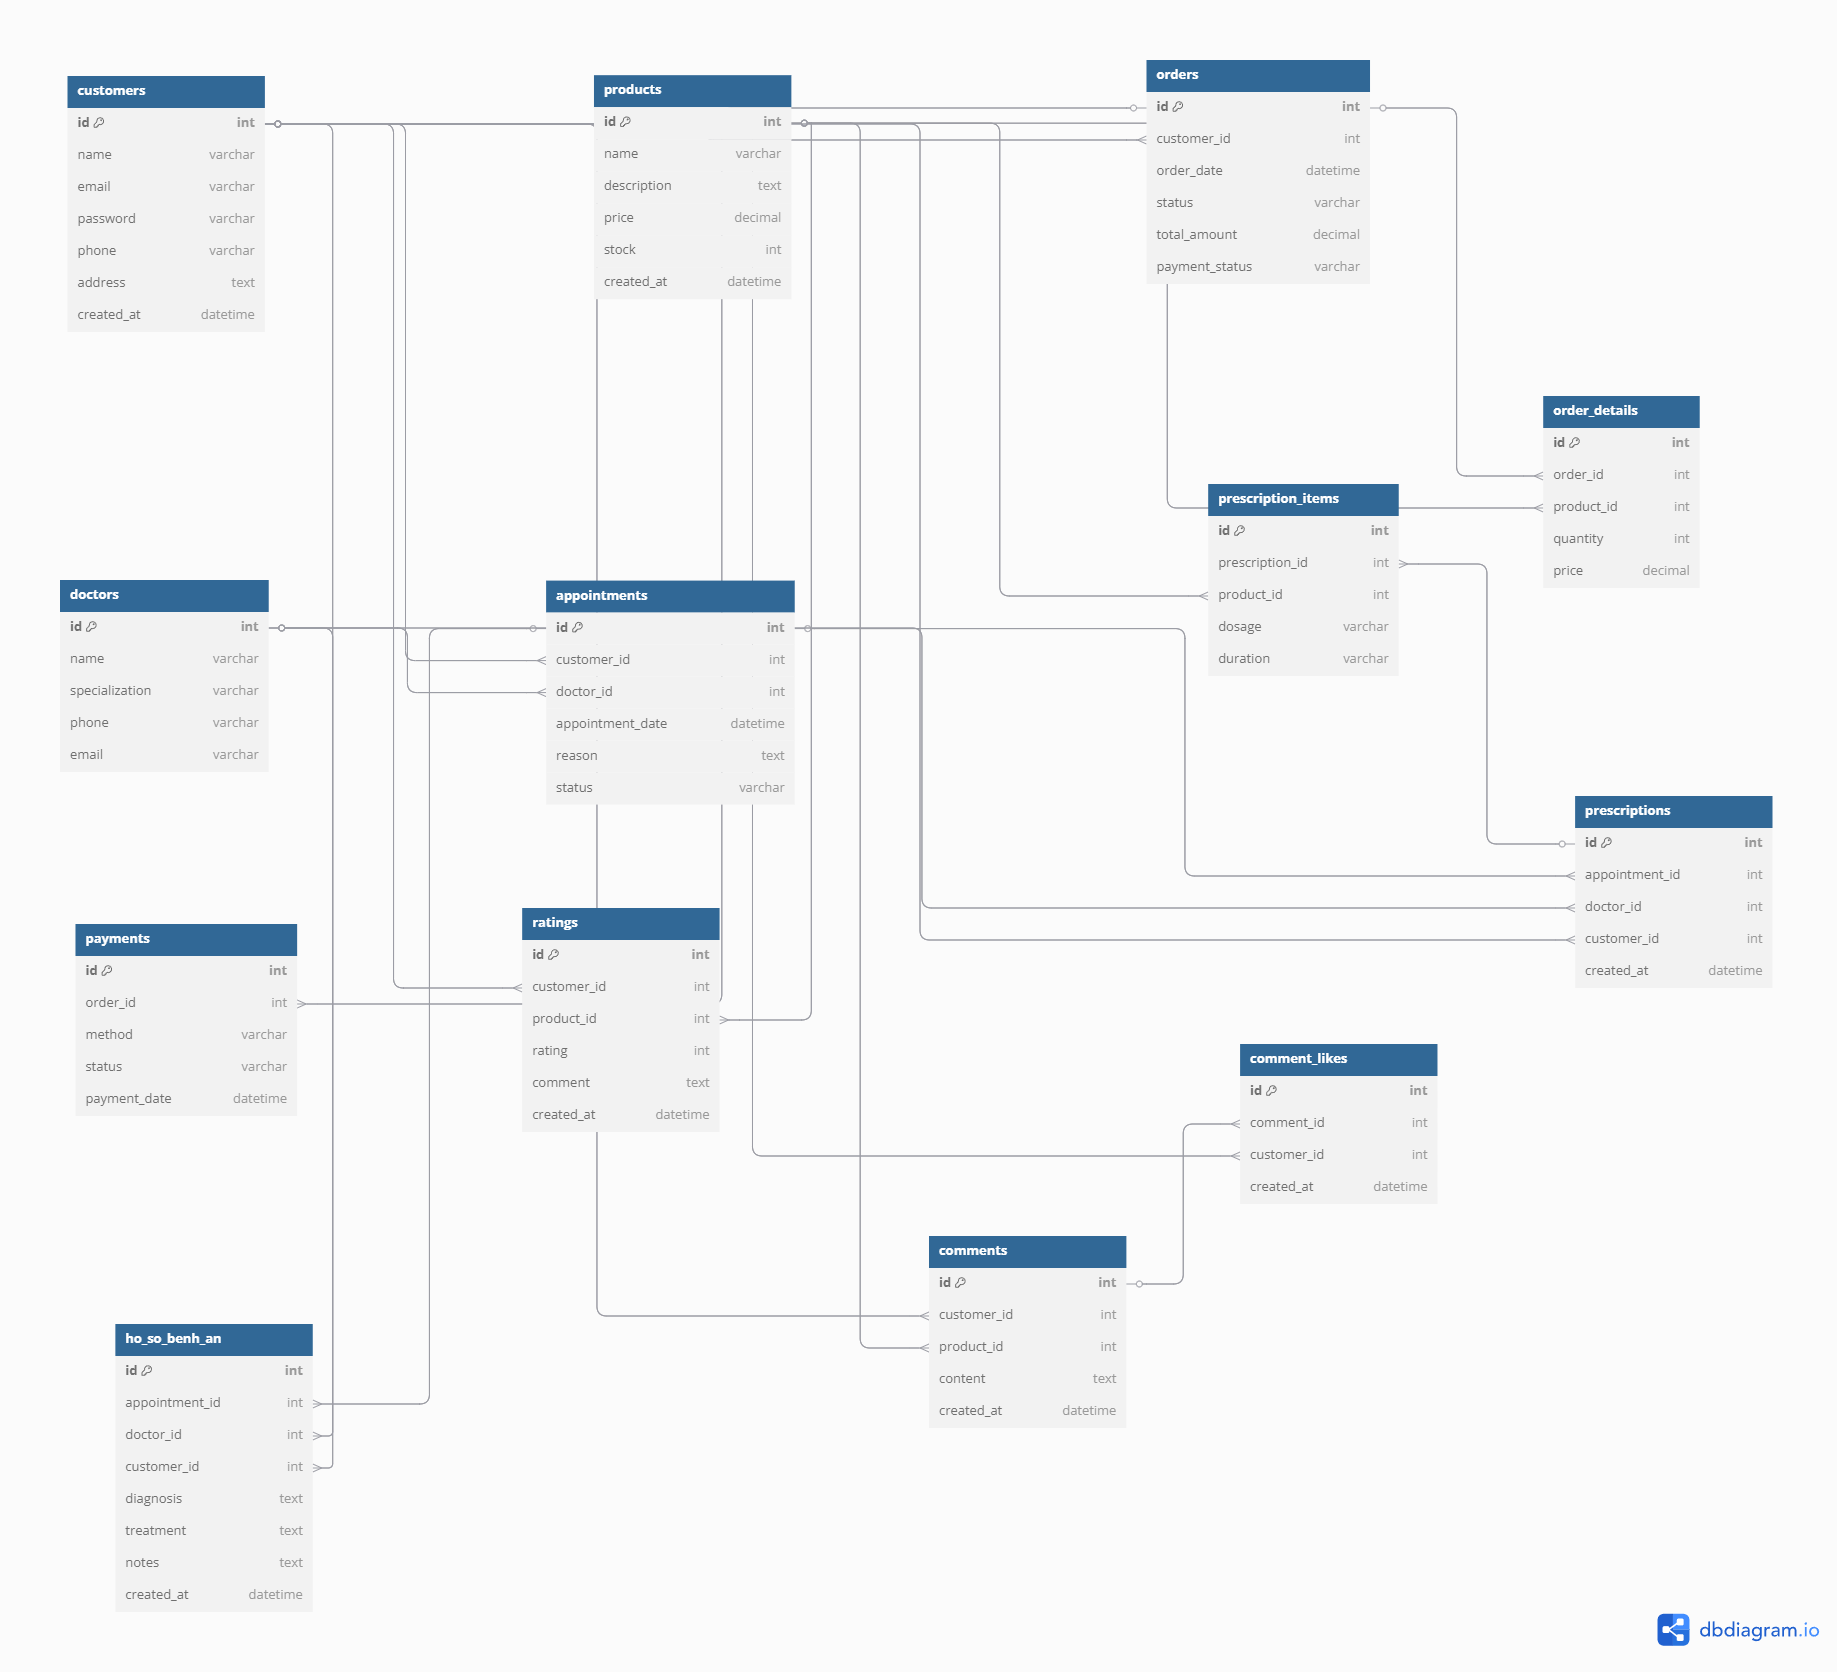 customers
id int
name varchar
email varchar
password varchar
phone varchar
address text
created_at datetime
products
id int
name varchar
description text
price decimal
stock int
created_at datetime
orders
id int
customer_id int
order_date datetime
status varchar
total_amount decimal
payment_status varchar
order_details
id int
order_id int
product_id int
quantity int
price decimal
prescription_items
id int
prescription_id int
product_id int
dosage varchar
duration varchar
doctors
id int
name varchar
specialization varchar
phone varchar
email varchar
appointments
id int
customer_id int
doctor_id int
appointment_date datetime
reason text
status varchar
prescriptions
id int
appointment_id int
doctor_id int
customer_id int
created_at datetime
payments
id int
order_id int
method varchar
status varchar
payment_date datetime
ratings
id int
customer_id int
product_id int
rating int
comment text
created_at datetime
comment_likes
id int
comment_id int
customer_id int
created_at datetime
comments
id int
customer_id int
product_id int
content text
created_at datetime
ho_so_benh_an
id int
appointment_id int
doctor_id int
customer_id int
diagnosis text
treatment text
notes text
created_at datetime
dbdiagram.io